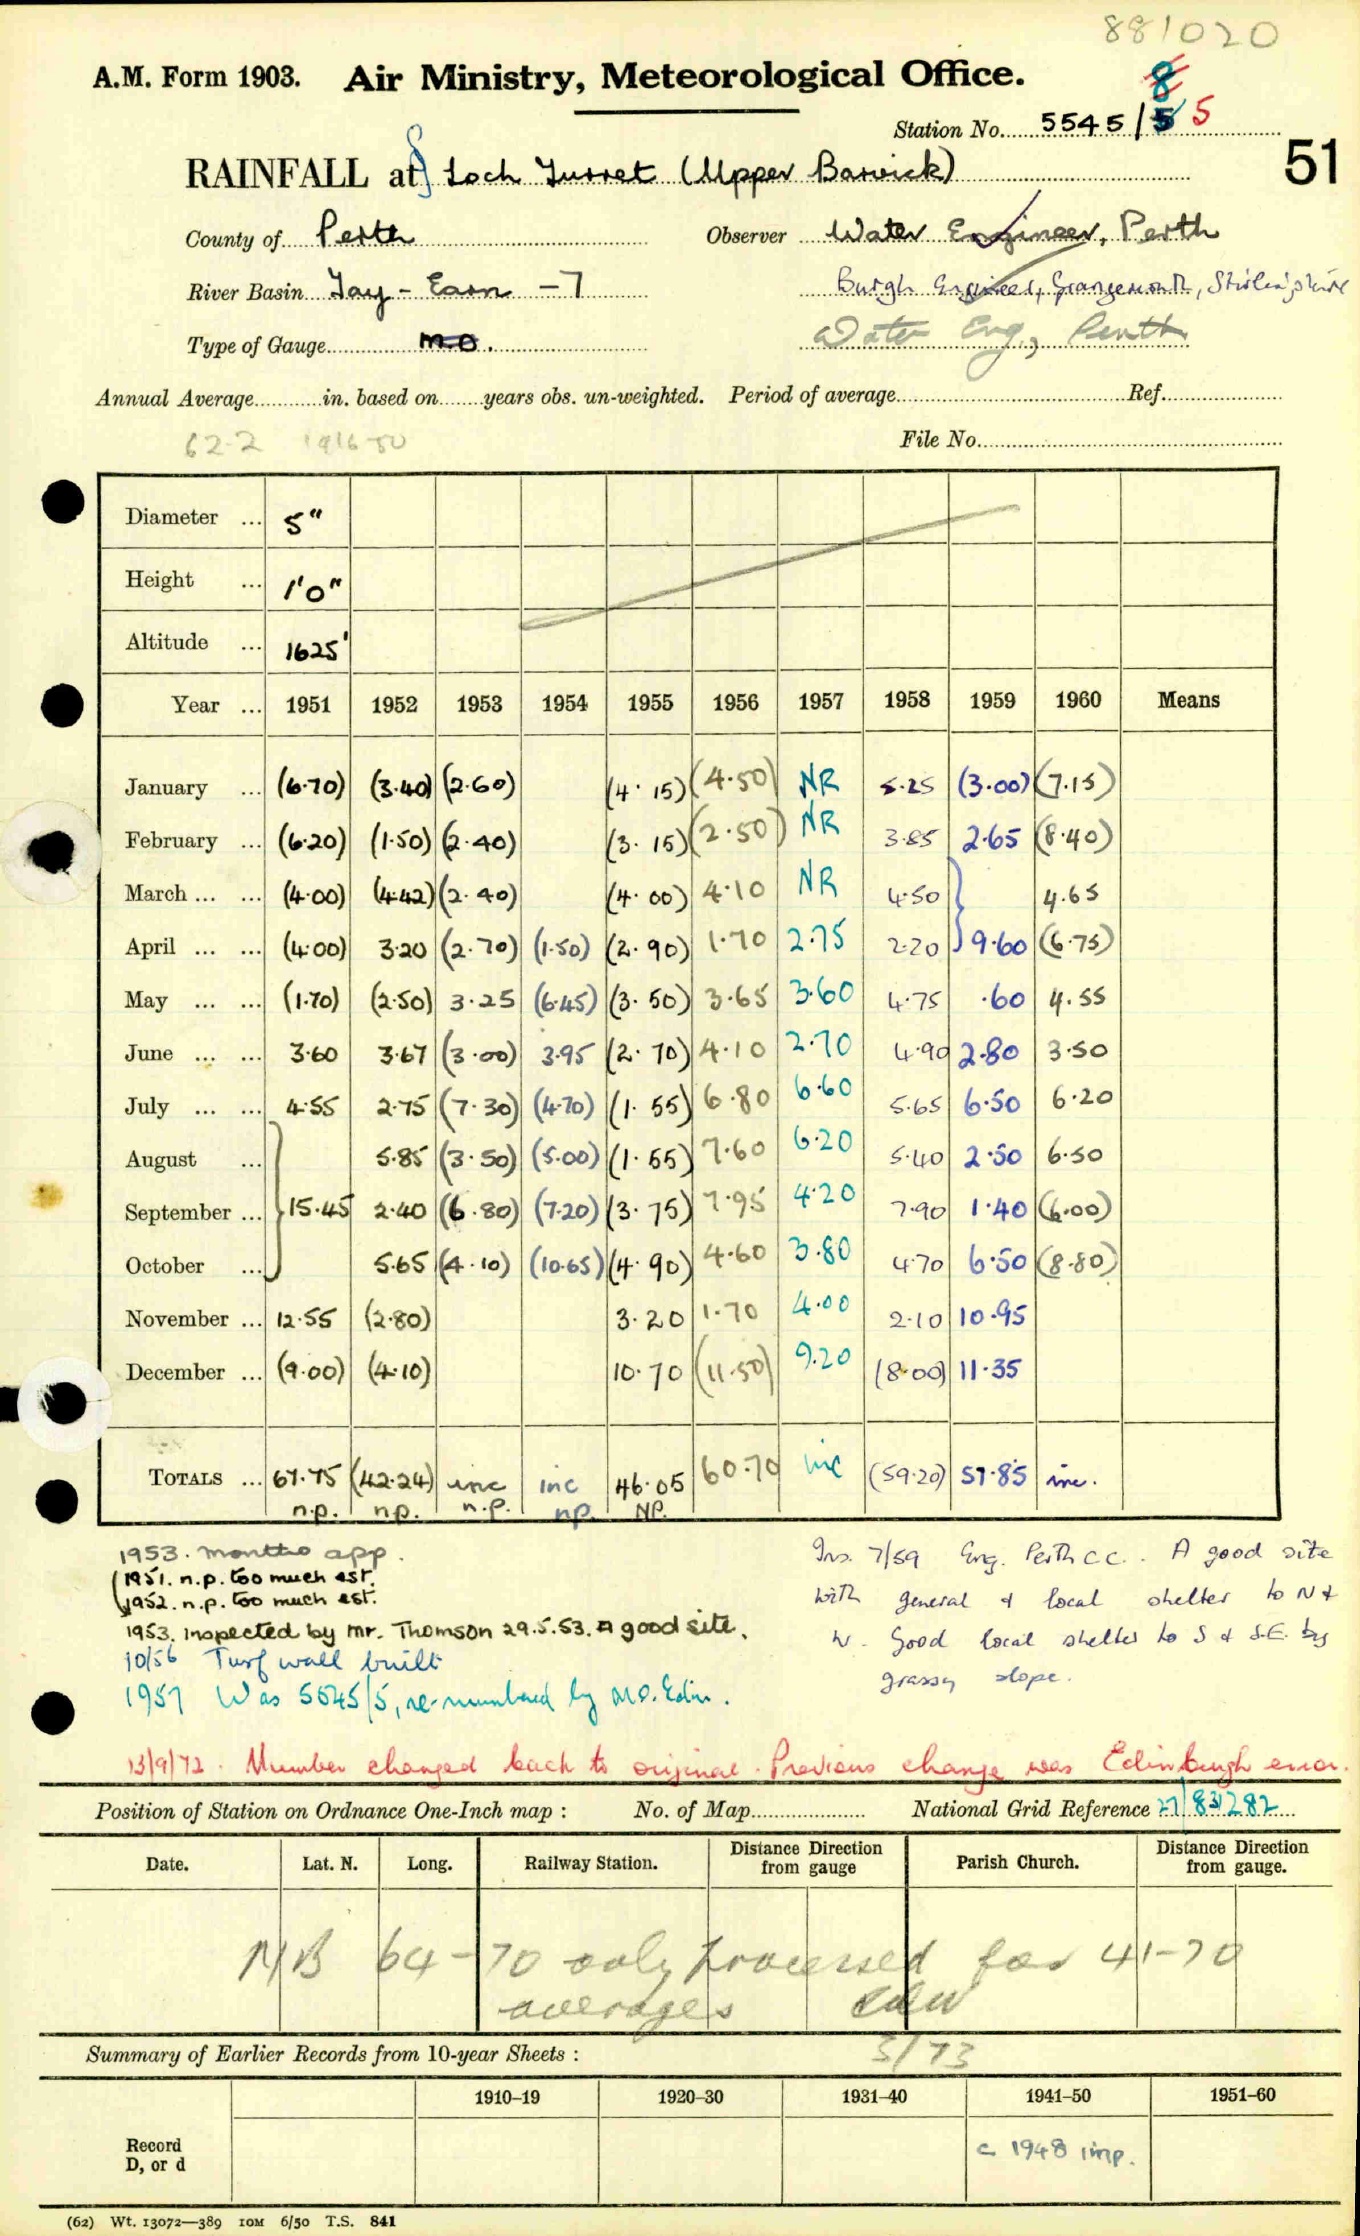 881020
A.M. Form 1903. Air Ministry, Meteorological Office.
8
Station No. 5545/5 5
51
RAINFALL at Loch Turret (Upper Barwick)
County of Perth Observer Water Engineer, Perth
River Basin Tay - Earn - 7 Burgh Engineer, Grangemouth, Stirlingshire
Type of Gauge M.O. Water Eng., Perth
Annual Average in. based on years obs. un-weighted. Period of average Ref.
62.2 1916-50 File No.
Diameter ... 5"
Height ... 1'0"
Altitude ... 1625'
Year ... 1951 1952 1953 1954 1955 1956 1957 1958 1959 1960 Means
January ... (6.70) (3.40) (2.60) (4.15) (4.50) NR 5.25 (3.00) (7.15)
February ... (6.20) (1.50) (2.40) (3.15) (2.50) NR 3.85 2.65 (8.40)
March ... ... (4.00) (4.42) (2.40) (4.00) 4.10 NR 4.50 } 4.65
April ... ... (4.00) 3.20 (2.70) (1.50) (2.90) 1.70 2.75 2.20 9.60 (6.75)
May ... ... (1.70) (2.50) 3.25 (6.45) (3.50) 3.65 3.60 4.75 .60 4.55
June ... ... 3.60 3.67 (3.00) 3.95 (2.70) 4.10 2.70 4.90 2.80 3.50
July ... ... 4.55 2.75 (7.30) (4.70) (1.55) 6.80 6.60 5.65 6.50 6.20
August ... } 5.85 (3.50) (5.00) (1.55) 7.60 6.20 5.40 2.50 6.50
September ... 15.45 2.40 (6.80) (7.20) (3.75) 7.95 4.20 7.90 1.40 (6.00)
October ... 5.65 (4.10) (10.65) (4.90) 4.60 3.80 4.70 6.50 (8.80)
November ... 12.55 (2.80) 3.20 1.70 4.00 2.10 10.95
December ... (9.00) (4.10) 10.70 (11.50) 9.20 (8.00) 11.35
TOTALS ... 67.75 (42.24) inc inc 46.05 60.70 inc (59.20) 57.85 inc.
n.p. n.p. n.p. n.p. NP.
1953. months app.
1951. n.p. too much est.
1952. n.p. too much est.
1953. inspected by Mr. Thomson 29.5.53. A good site.
10/56 Turf wall built
1957 Was 5545/5, re-numbered by M.O. Edin.
Ins. 7/59 Eng. Perth C.C. A good site
with general & local shelter to N &
W. Good local shelter to S & S.E. by
grassy slope.
13/9/72. Number changed back to original. Previous change was Edinburgh error.
Position of Station on Ordnance One-Inch map : No. of Map National Grid Reference 27/831282
Date. Lat. N. Long. Railway Station. Distance from gauge Direction Parish Church. Distance from gauge. Direction
NB 64-70 only processed for 41-70
averages
3/73
Summary of Earlier Records from 10-year Sheets :
1910–19 1920–30 1931–40 1941–50 1951–60
Record
D, or d
c 1948 imp.
(62) Wt. 13072—389 10M 6/50 T.S. 841